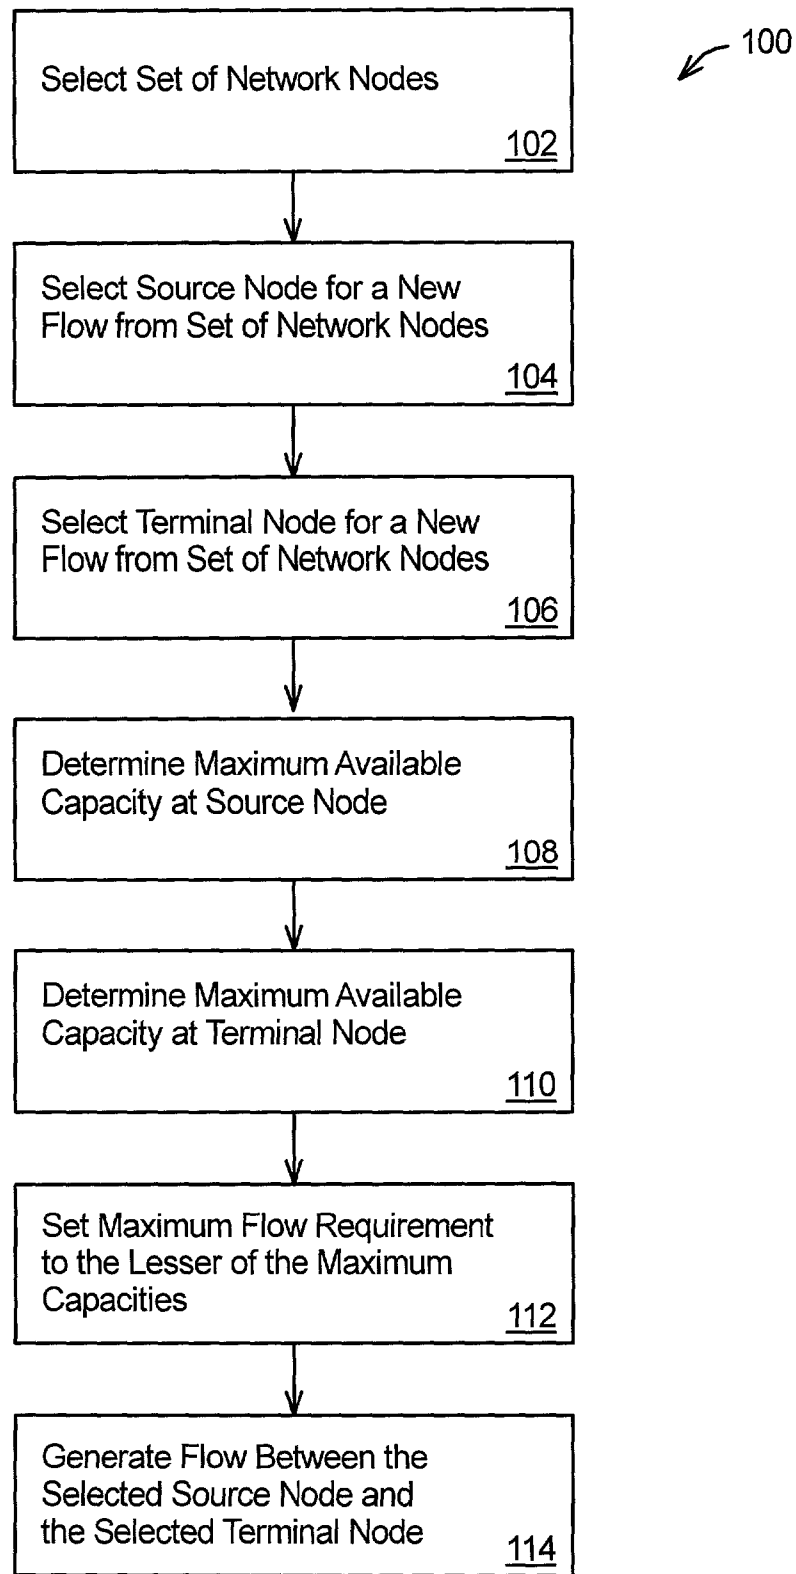 100
Select Set of Network Nodes
102
Select Source Node for a New
Flow from Set of Network Nodes
104
Select Terminal Node for a New
Flow from Set of Network Nodes
106
Determine Maximum Available
Capacity at Source Node
108
Determine Maximum Available
Capacity at Terminal Node
110
Set Maximum Flow Requirement
to the Lesser of the Maximum
Capacities
112
Generate Flow Between the
Selected Source Node and
the Selected Terminal Node
114